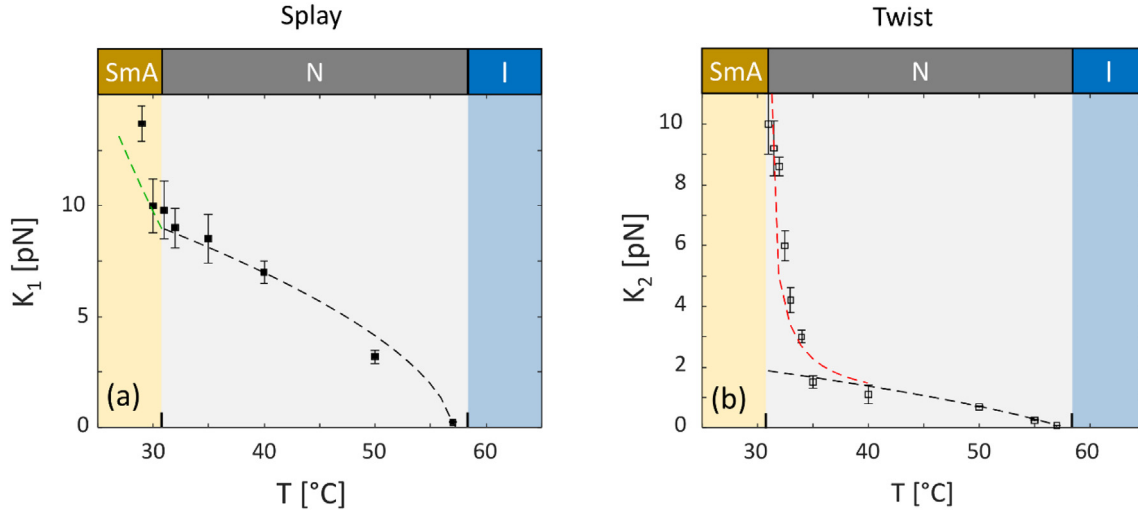 Splay
SmA N I
K₁ [pN]
10
5
0
(a)
30 40 50 60
T [°C]
Twist
SmA N I
K₂ [pN]
10
8
6
4
2
0
(b)
30 40 50 60
T [°C]